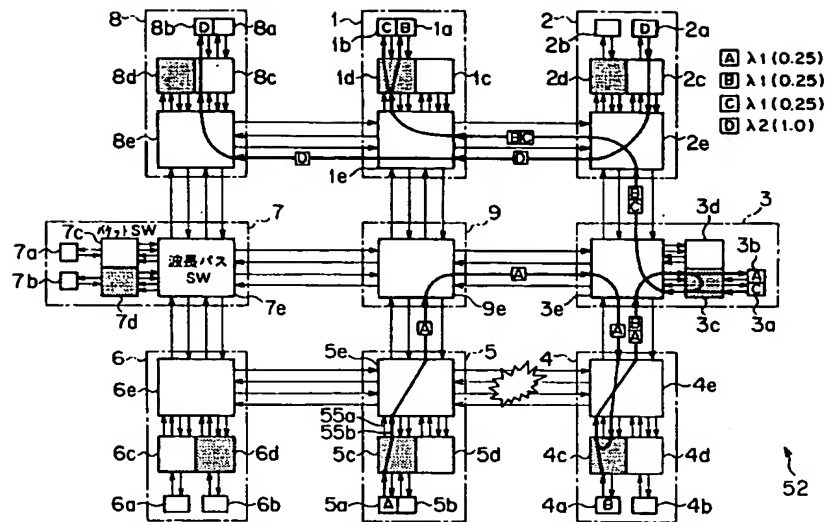 8 D 8a 1 C B 1a 2 D 2a
8b 1b 2b
A λ1(0.25)
B λ1(0.25)
C λ1(0.25)
D λ2(1.0)
8d 8c 1d 1c 2d 2c
8e B C 2e
D 1e D
B C
7 9 3d 3
7c パケットSW
7a 3b
7b 波長パス SW A A C
7d 7e 9e 3e 3c 3a
A A B A
6 5e 5 4
6e 4e
55a
55b
6c 6d 5c 5d 4c 4d
52
6a 6b 5a A 5b 4a B 4b